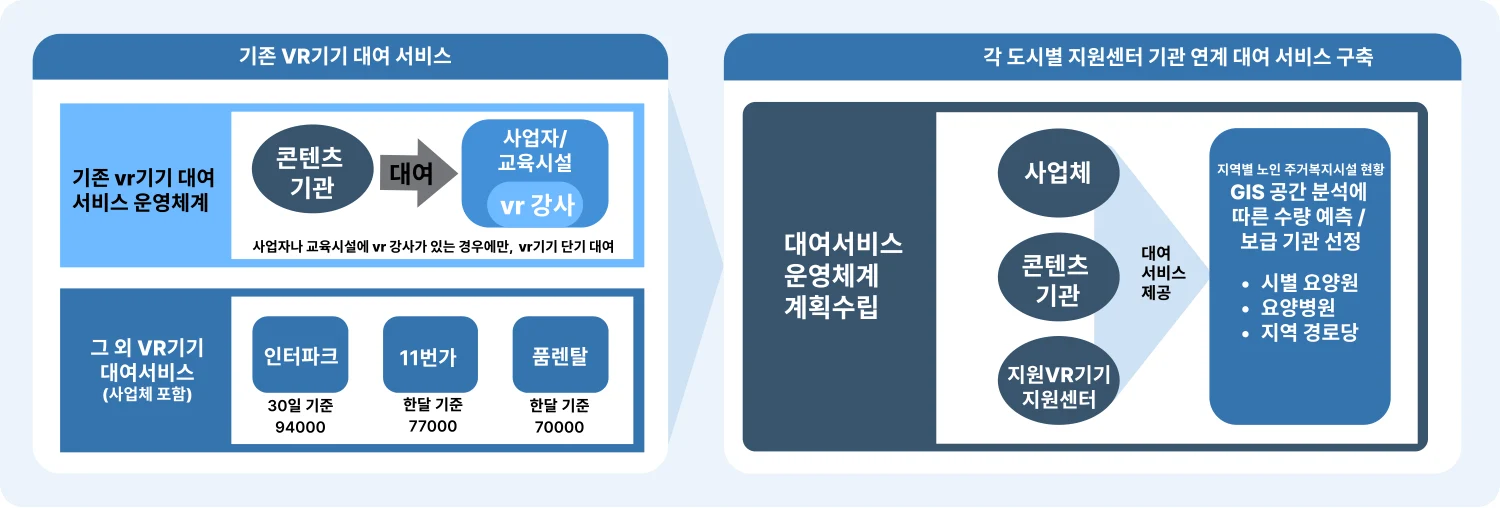 기존 VR기기 대여 서비스
기존 vr기기 대여
서비스 운영체계
콘텐츠
기관
대여
사업자/
교육시설
vr 강사
사업자나 교육시설에 vr 강사가 있는 경우에만, vr기기 단기 대여
그 외 VR기기
대여서비스
(사업체 포함)
인터파크
30일 기준
94000
11번가
한달 기준
77000
품렌탈
한달 기준
70000
각 도시별 지원센터 기관 연계 대여 서비스 구축
대여서비스
운영체계
계획수립
사업체
콘텐츠
기관
지원VR기기
지원센터
대여
서비스
제공
지역별 노인 주거복지시설 현황
GIS 공간 분석에
따른 수량 예측 /
보급 기관 선정
• 시별 요양원
• 요양병원
• 지역 경로당